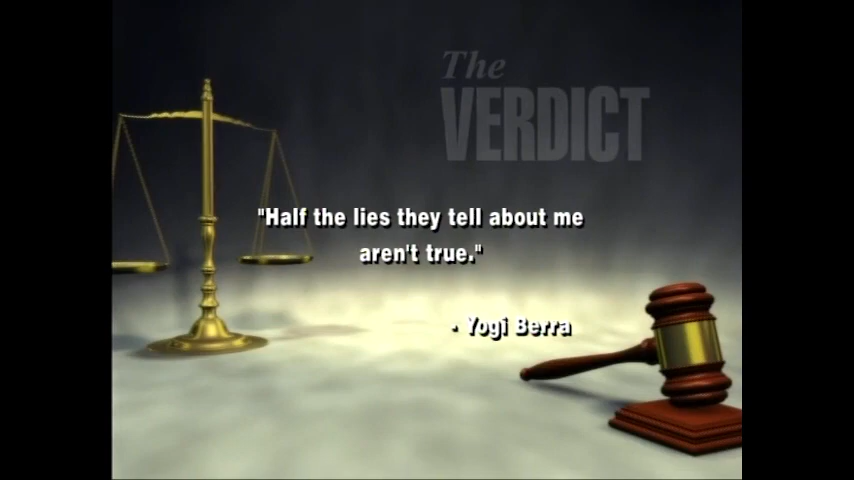 The
VERDICT
"Half the lies they tell about me
aren't true."
- Yogi Berra